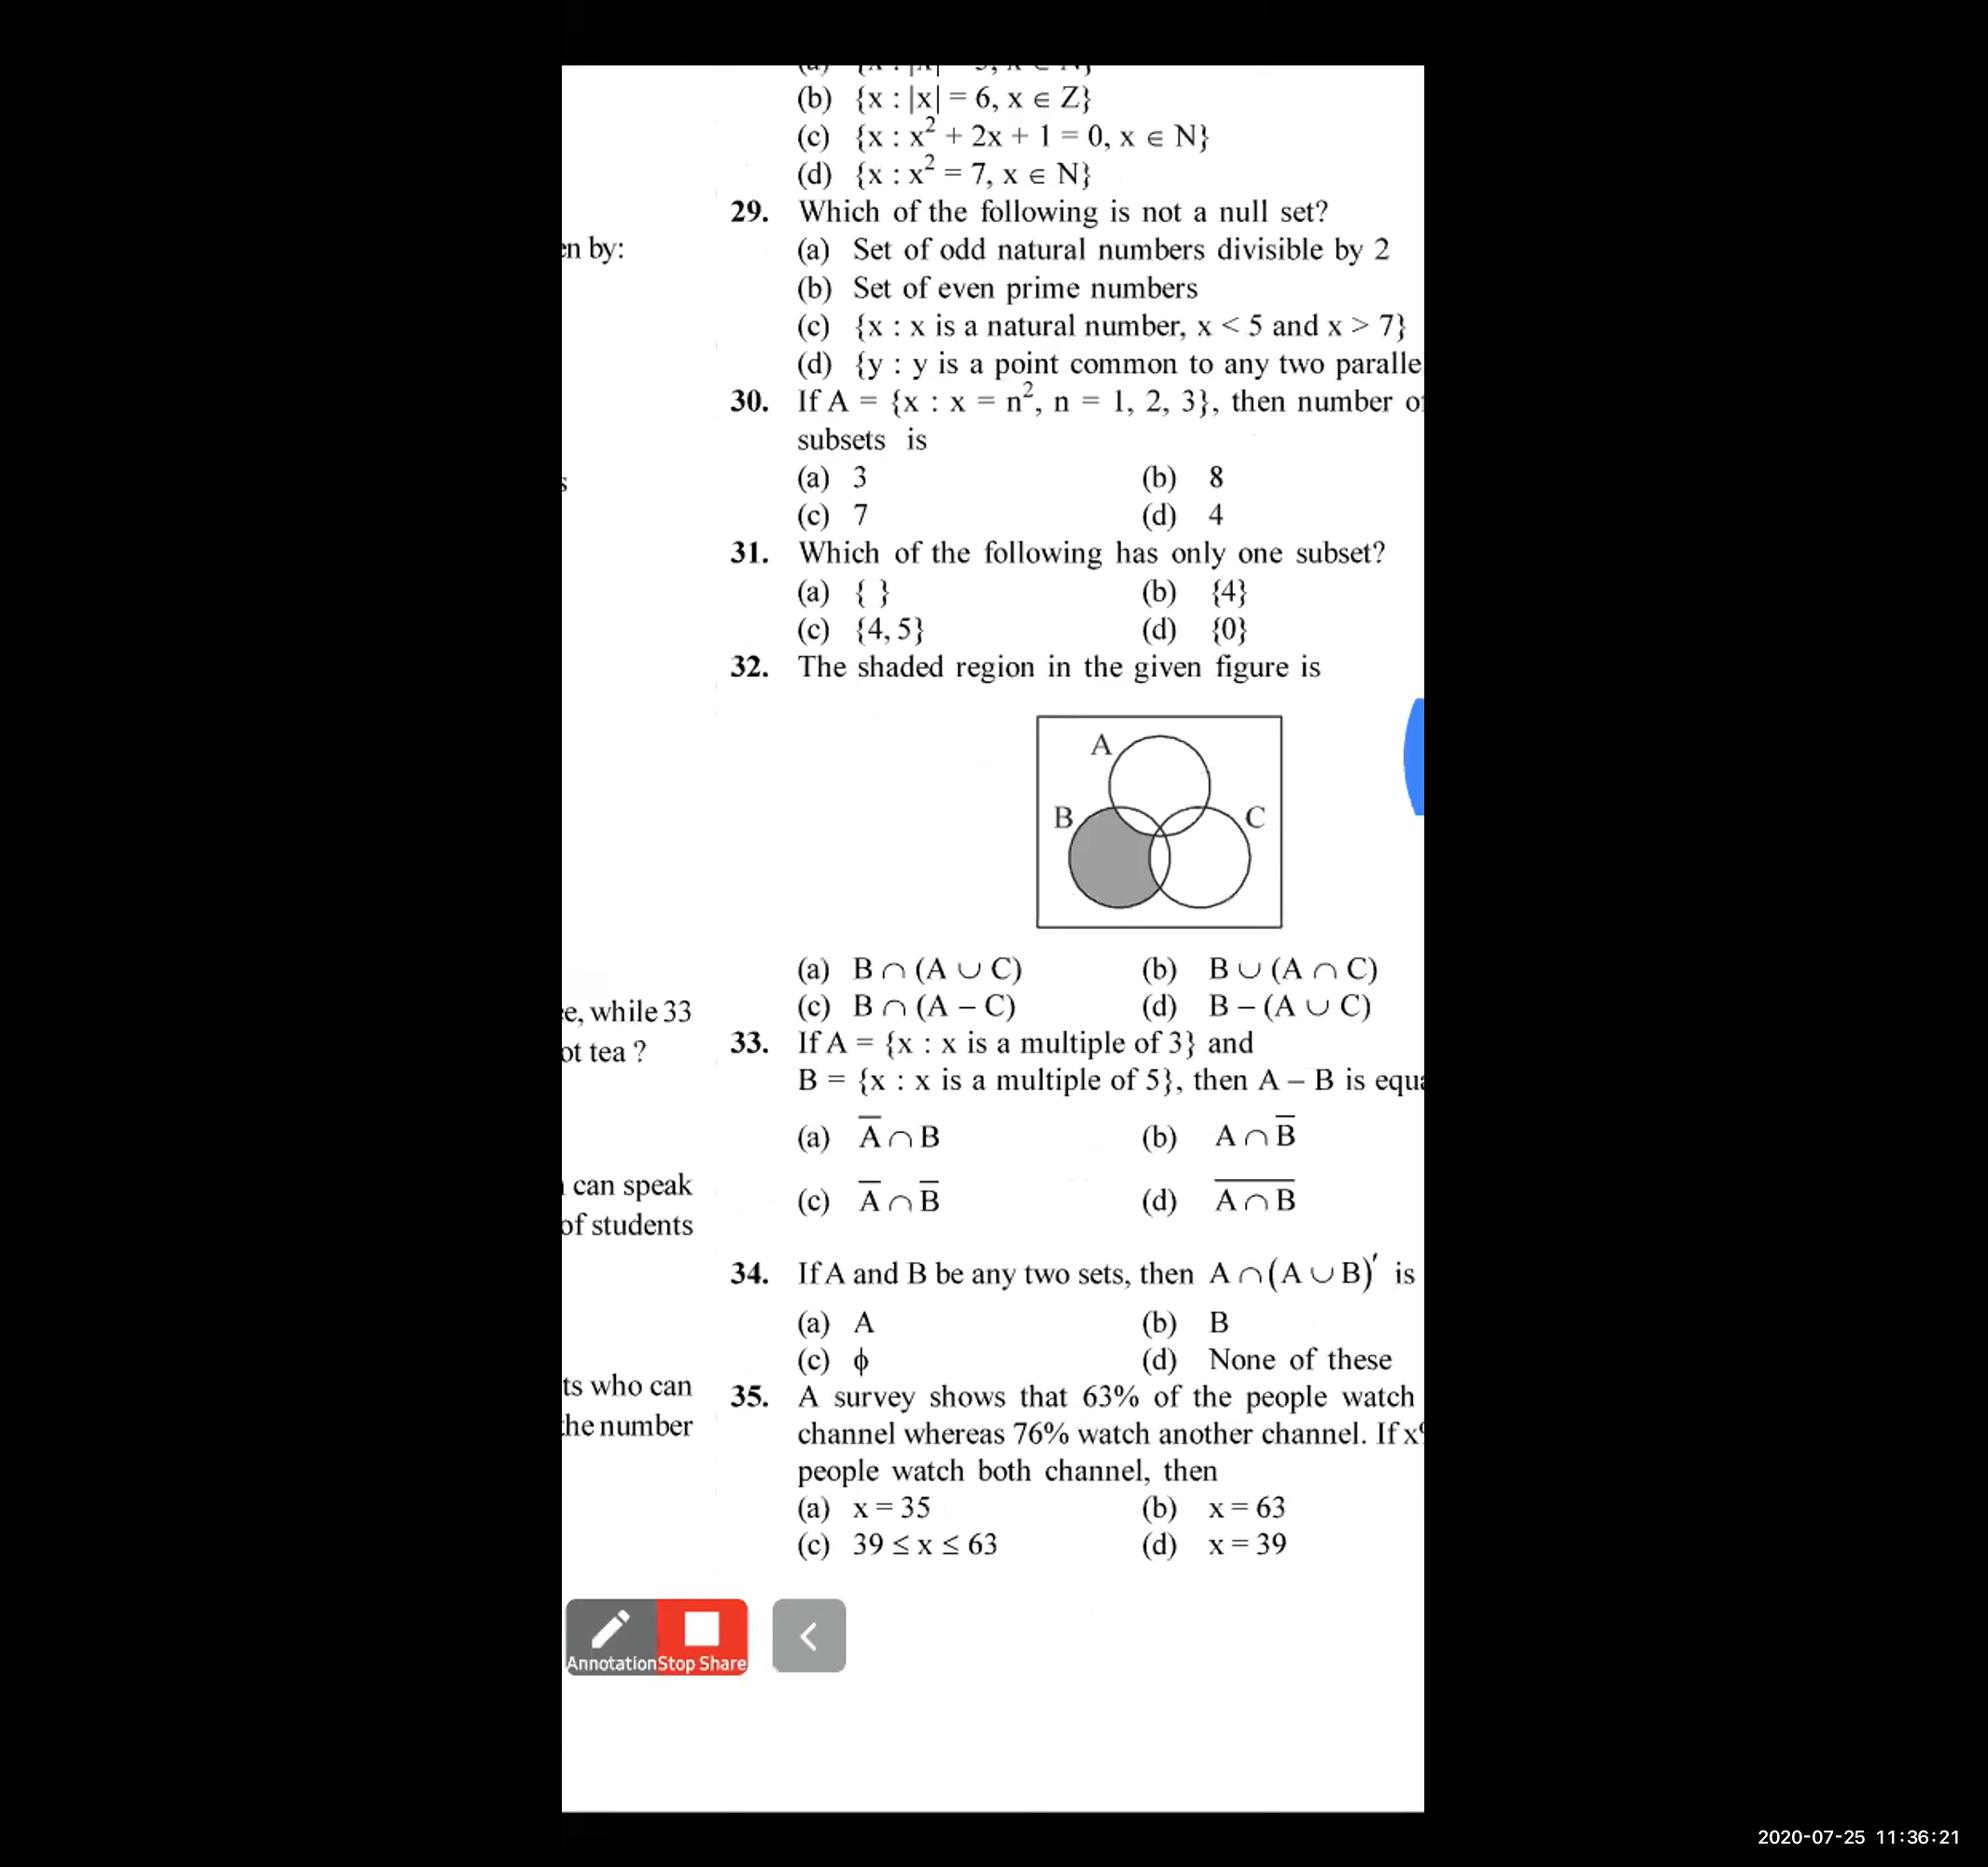 (b) {x : |x| = 6, x ∈ Z}
(c) {x : x² + 2x + 1 = 0, x ∈ N}
(d) {x : x² = 7, x ∈ N}
29. Which of the following is not a null set?
(a) Set of odd natural numbers divisible by 2
(b) Set of even prime numbers
(c) {x : x is a natural number, x < 5 and x > 7}
(d) {y : y is a point common to any two paralle
30. If A = {x : x = n², n = 1, 2, 3}, then number
subsets is
(a) 3 (b) 8
(c) 7 (d) 4
31. Which of the following has only one subset?
(a) { } (b) {4}
(c) {4, 5} (d) {0}
32. The shaded region in the given figure is
A
B C
(a) B ∩ (A ∪ C) (b) B ∪ (A ∩ C)
(c) B ∩ (A – C) (d) B – (A ∪ C)
33. If A = {x : x is a multiple of 3} and
B = {x : x is a multiple of 5}, then A – B is
(a) A̅ ∩ B (b) A ∩ B̅
(c) A̅ ∩ B̅ (d) A̅ ̅∩̅ ̅B̅
34. If A and B be any two sets, then A ∩ (A ∪ B)′ is
(a) A (b) B
(c) ϕ (d) None of these
35. A survey shows that 63% of the people watch
channel whereas 76% watch another channel. If x
people watch both channel, then
(a) x = 35 (b) x = 63
(c) 39 ≤ x ≤ 63 (d) x = 39
by:
while 33
tea ?
can speak
of students
who can
number
Annotation Stop Share
2020-07-25 11:36:21